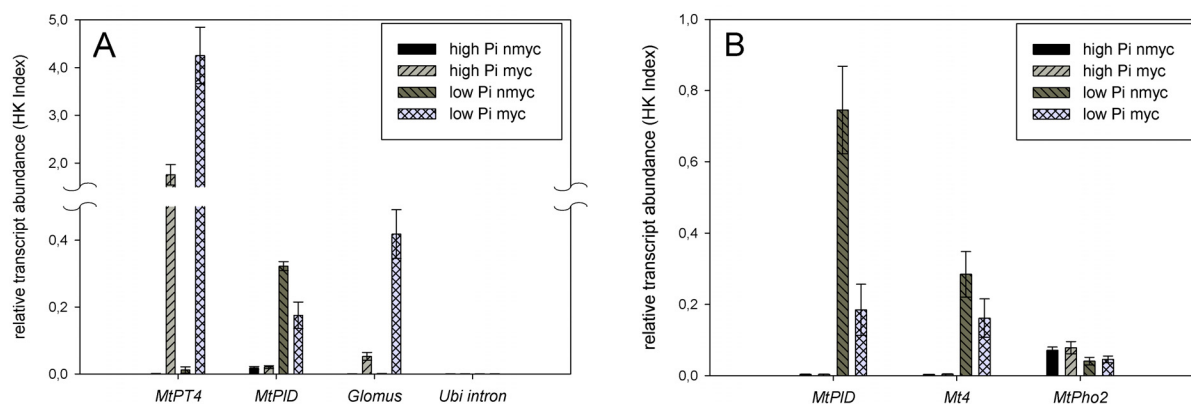 A
relative transcript abundance (HK Index)
5,0
4,0
3,0
2,0
0,4
0,2
0,0
high Pi nmyc
high Pi myc
low Pi nmyc
low Pi myc
MtPT4 MtPlD Glomus Ubi intron
B
relative transcript abundance (HK Index)
1,0
0,8
0,6
0,4
0,2
0,0
high Pi nmyc
high Pi myc
low Pi nmyc
low Pi myc
MtPlD Mt4 MtPho2